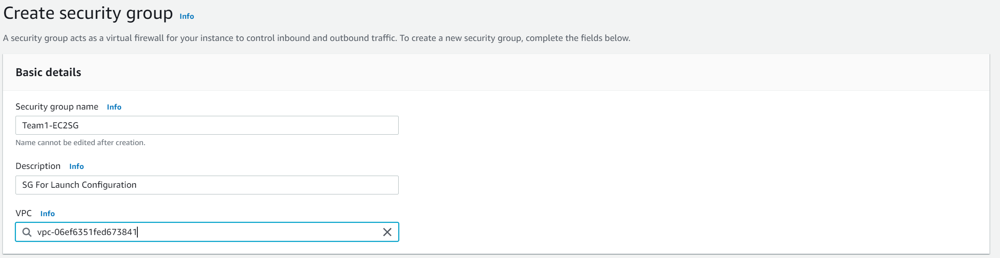 Create security group Info
A security group acts as a virtual firewall for your instance to control inbound and outbound traffic. To create a new security group, complete the fields below.
Basic details
Security group name Info
Team1-EC2SG
Name cannot be edited after creation.
Description Info
SG For Launch Configuration
VPC Info
vpc-06ef6351fed673841